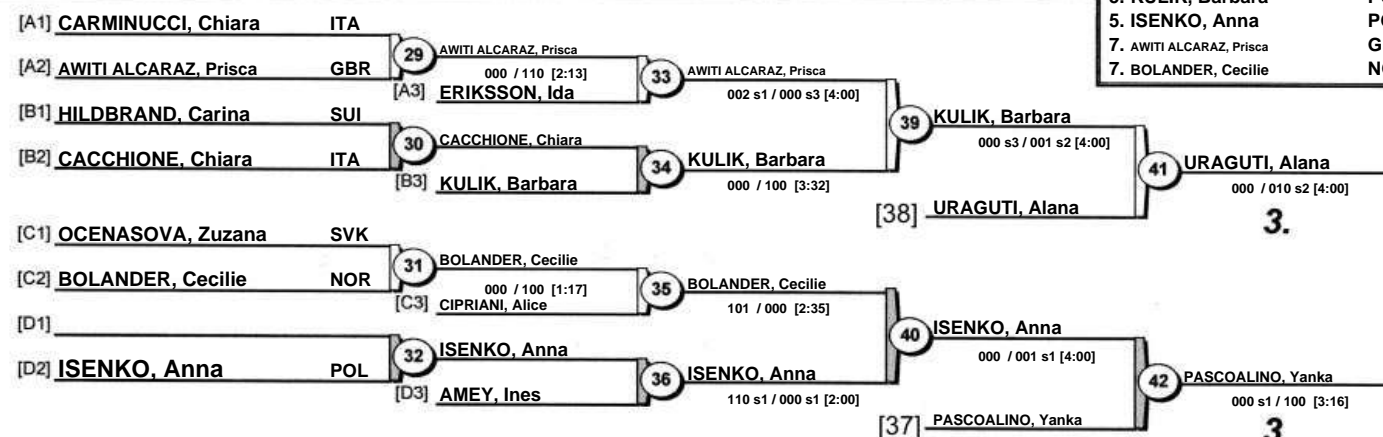 5. ISENKO, Anna
7. AWITI ALCARAZ, Prisca
7. BOLANDER, Cecilie
[A1] CARMINUCCI, Chiara ITA
[A2] AWITI ALCARAZ, Prisca GBR
29
AWITI ALCARAZ, Prisca
000 / 110 [2:13]
[A3] ERIKSSON, Ida
33
AWITI ALCARAZ, Prisca
002 s1 / 000 s3 [4:00]
[B1] HILDBRAND, Carina SUI
[B2] CACCHIONE, Chiara ITA
30
CACCHIONE, Chiara
[B3] KULIK, Barbara
34
KULIK, Barbara
000 / 100 [3:32]
39
KULIK, Barbara
000 s3 / 001 s2 [4:00]
[38] URAGUTI, Alana
41
URAGUTI, Alana
000 / 010 s2 [4:00]
3.
[C1] OCENASOVA, Zuzana SVK
[C2] BOLANDER, Cecilie NOR
31
BOLANDER, Cecilie
000 / 100 [1:17]
[C3] CIPRIANI, Alice
35
BOLANDER, Cecilie
101 / 000 [2:35]
[D1]
[D2] ISENKO, Anna POL
32
ISENKO, Anna
[D3] AMEY, Ines
36
ISENKO, Anna
110 s1 / 000 s1 [2:00]
40
ISENKO, Anna
000 / 001 s1 [4:00]
[37] PASCOALINO, Yanka
42
PASCOALINO, Yanka
000 s1 / 100 [3:16]
3